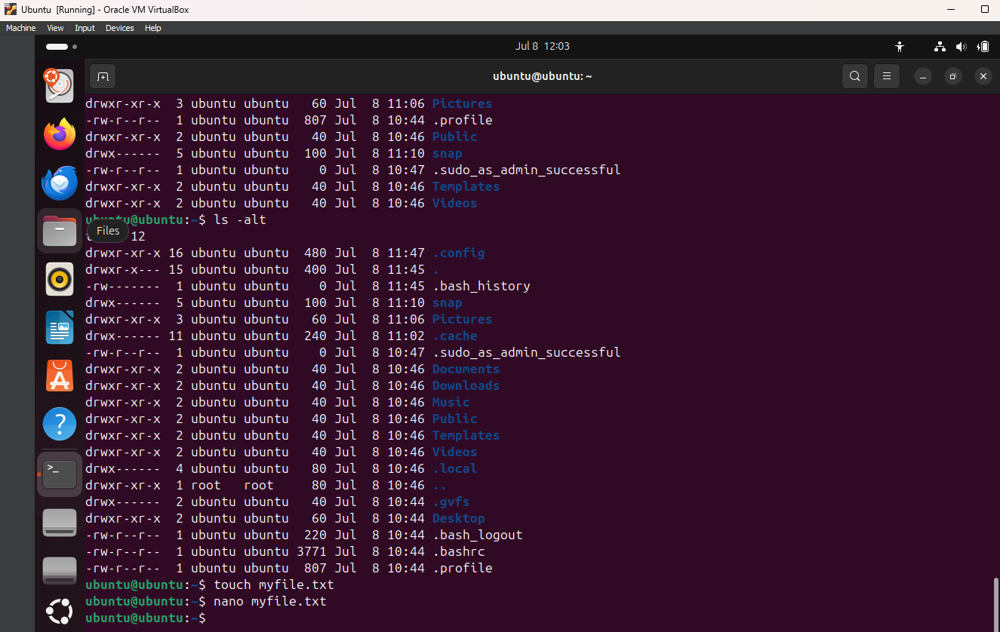 Ubuntu [Running] - Oracle VM VirtualBox
Machine View Input Devices Help
Jul 8 12:03
ubuntu@ubuntu: ~
drwxr-xr-x  3 ubuntu ubuntu   60 Jul  8 11:06 Pictures
-rw-r--r--  1 ubuntu ubuntu  807 Jul  8 10:44 .profile
drwxr-xr-x  2 ubuntu ubuntu   40 Jul  8 10:46 Public
drwx------  5 ubuntu ubuntu  100 Jul  8 11:10 snap
-rw-r--r--  1 ubuntu ubuntu    0 Jul  8 10:47 .sudo_as_admin_successful
drwxr-xr-x  2 ubuntu ubuntu   40 Jul  8 10:46 Templates
drwxr-xr-x  2 ubuntu ubuntu   40 Jul  8 10:46 Videos
ubuntu@ubuntu:~$ ls -alt
Files
12
drwxr-xr-x 16 ubuntu ubuntu  480 Jul  8 11:47 .config
drwxr-x--- 15 ubuntu ubuntu  400 Jul  8 11:45 .
-rw-------  1 ubuntu ubuntu    0 Jul  8 11:45 .bash_history
drwx------  5 ubuntu ubuntu  100 Jul  8 11:10 snap
drwxr-xr-x  3 ubuntu ubuntu   60 Jul  8 11:06 Pictures
drwx------ 11 ubuntu ubuntu  240 Jul  8 11:02 .cache
-rw-r--r--  1 ubuntu ubuntu    0 Jul  8 10:47 .sudo_as_admin_successful
drwxr-xr-x  2 ubuntu ubuntu   40 Jul  8 10:46 Documents
drwxr-xr-x  2 ubuntu ubuntu   40 Jul  8 10:46 Downloads
drwxr-xr-x  2 ubuntu ubuntu   40 Jul  8 10:46 Music
drwxr-xr-x  2 ubuntu ubuntu   40 Jul  8 10:46 Public
drwxr-xr-x  2 ubuntu ubuntu   40 Jul  8 10:46 Templates
drwxr-xr-x  2 ubuntu ubuntu   40 Jul  8 10:46 Videos
drwx------  4 ubuntu ubuntu   80 Jul  8 10:46 .local
drwxr-xr-x  1 root   root     80 Jul  8 10:46 ..
drwx------  2 ubuntu ubuntu   40 Jul  8 10:44 .gvfs
drwxr-xr-x  2 ubuntu ubuntu   60 Jul  8 10:44 Desktop
-rw-r--r--  1 ubuntu ubuntu  220 Jul  8 10:44 .bash_logout
-rw-r--r--  1 ubuntu ubuntu 3771 Jul  8 10:44 .bashrc
-rw-r--r--  1 ubuntu ubuntu  807 Jul  8 10:44 .profile
ubuntu@ubuntu:~$ touch myfile.txt
ubuntu@ubuntu:~$ nano myfile.txt
ubuntu@ubuntu:~$